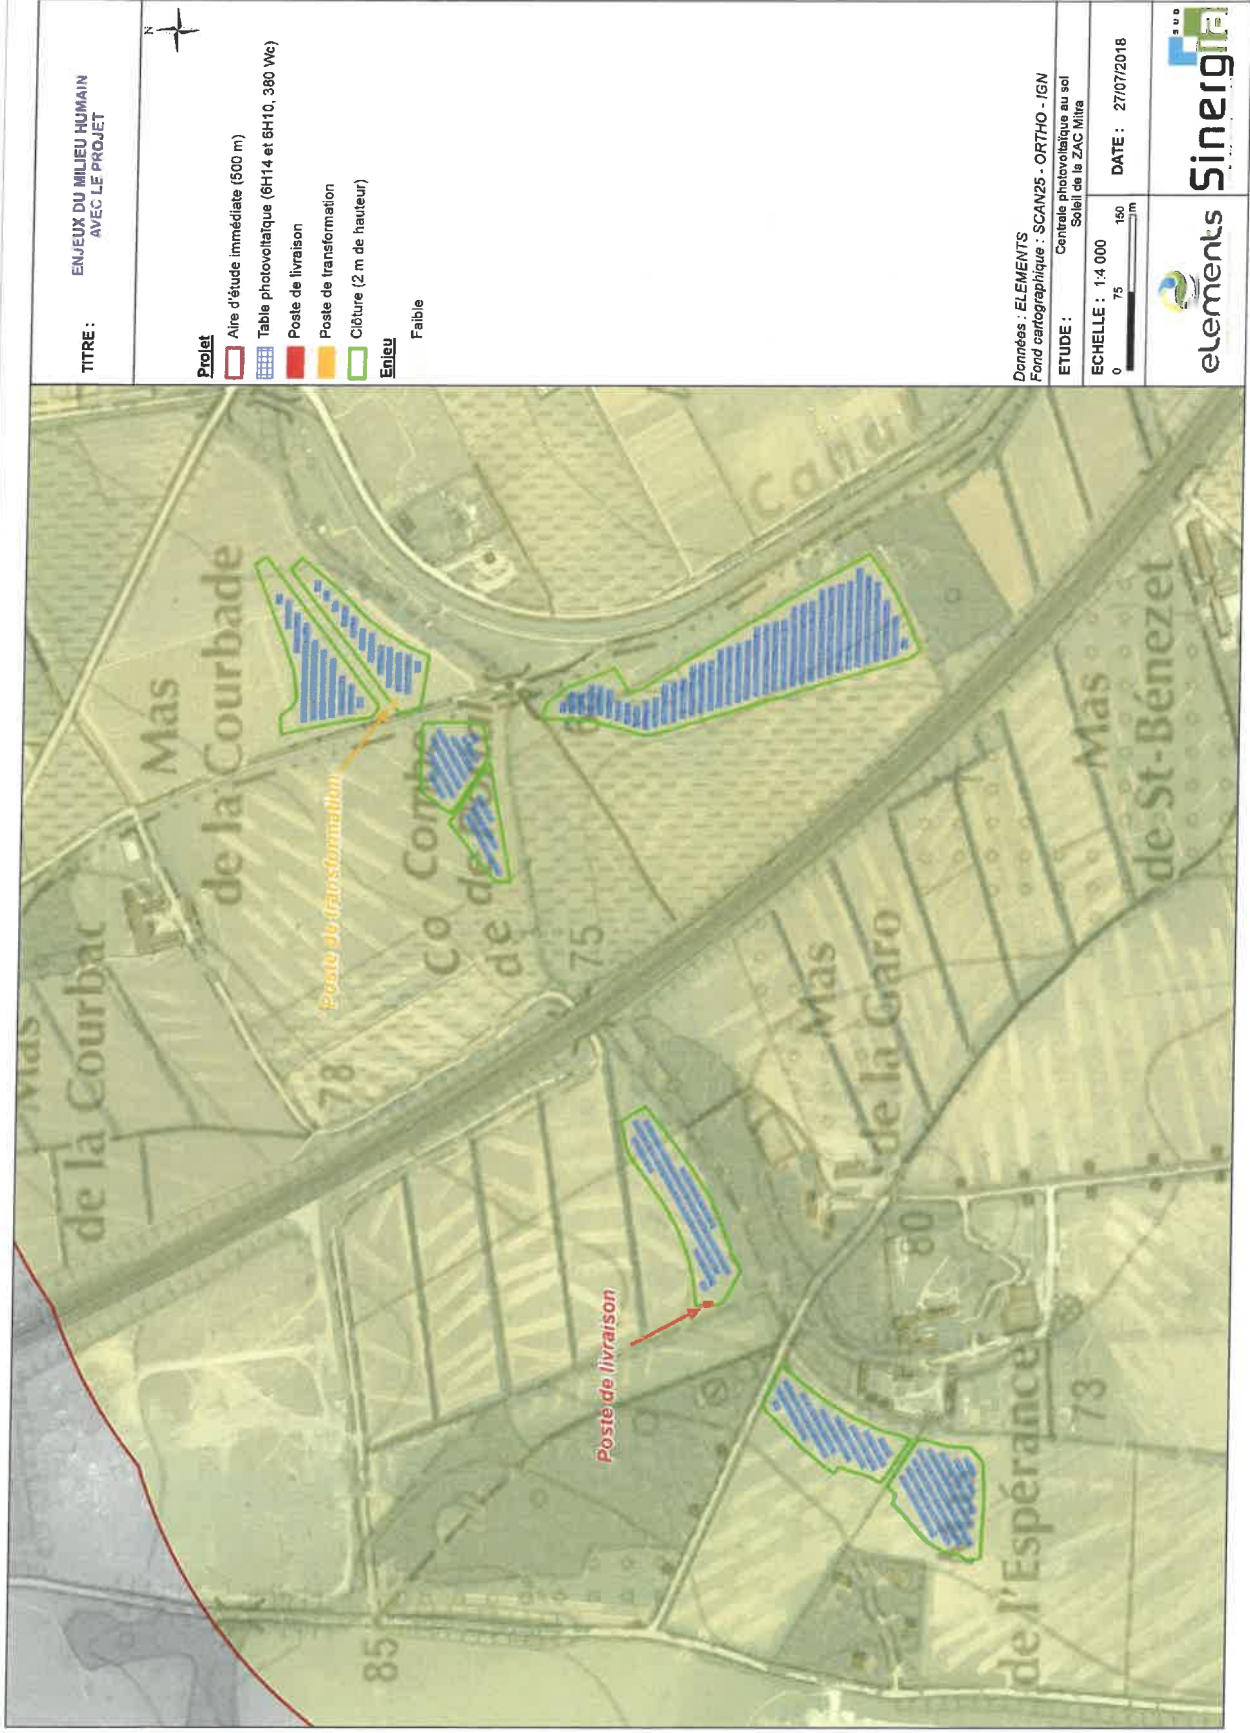 TITRE :
ENJEUX DU MILIEU HUMAIN
AVEC LE PROJET
N
Projet
Aire d'étude immédiate (500 m)
Table photovoltaïque (6H14 et 6H10, 380 Wc)
Poste de livraison
Poste de transformation
Clôture (2 m de hauteur)
Enjeu
Faible
Données : ELEMENTS
Fond cartographique : SCAN25 - ORTHO - IGN
ETUDE :
Centrale photovoltaïque au sol
Soleil de la ZAC Mitra
ECHELLE : 1:4 000
0 75 150
m
DATE : 27/07/2018
elements
Sinergia
SUD
Mas
de la Courbac
Mas
de la Courbade
Poste de transformation
78
75
Canal
Mas
de la Garo
Mas
de St-Bénezet
Poste de livraison
80
73
85
de l'Espérance